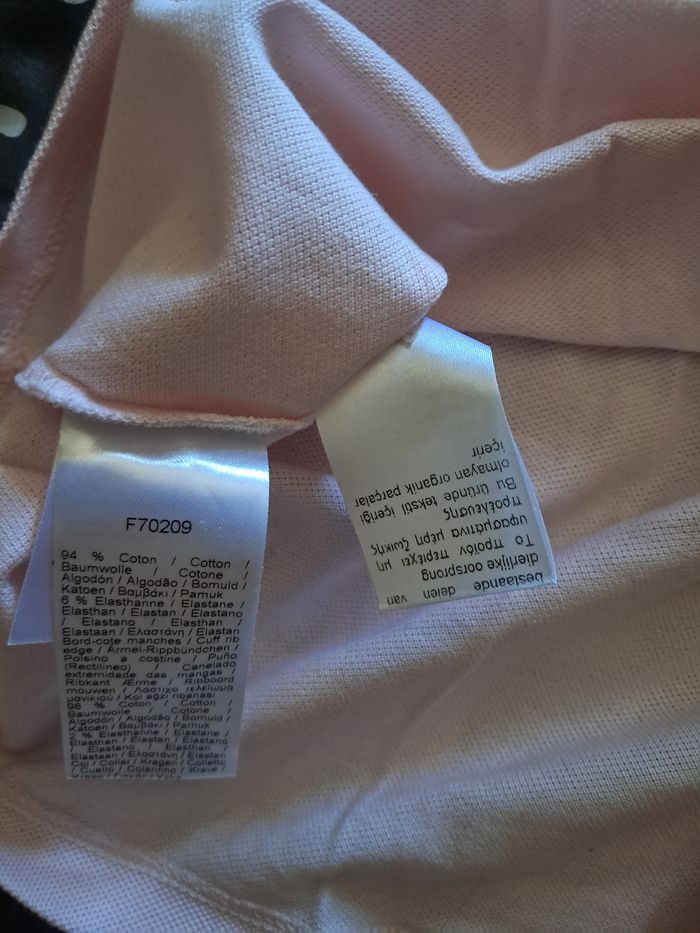 F70209
94 % Coton / Cotton /
Baumwolle / Cotone /
Algodón / Algodão / Bomuld /
Katoen / Βαμβάκι / Pamuk
6 % Elasthanne / Elastane /
Elasthan / Elastan / Elastano
/ Elastano / Elasthan /
Elastaan / Ελαστάνη / Elastan
Bord-cote manches / Cuff rib
edge / Armel-Rippbündchen /
Polsino a costine / Puño
(Rectilineo) / Canelado
extremidade das mangas /
Ribkant Ærme / Ribboord
mouwen / Λάστιχο τελείωμα
μανικιού / Kol ağzi ribanasi
98 % Coton / Cotton /
Baumwolle / Cotone /
Algodón / Algodão / Bomuld /
Katoen / Βαμβάκι / Pamuk
2 % Elasthanne / Elastane /
Elasthan / Elastan / Elastano
/ Elastano / Elasthan /
Elastaan / Ελαστάνη / Elastan
Col / Collar / Kragen / Colletto
/ Cuello / Colarinho / Krave /
bestaande delen van
dierlijke oorsprong
Το προϊόν περιέχει μη
υφασμάτινα μέρη ζωικής
προέλευσης
Bu üründe tekstil içeriği
olmayan organik parçalar
içerir